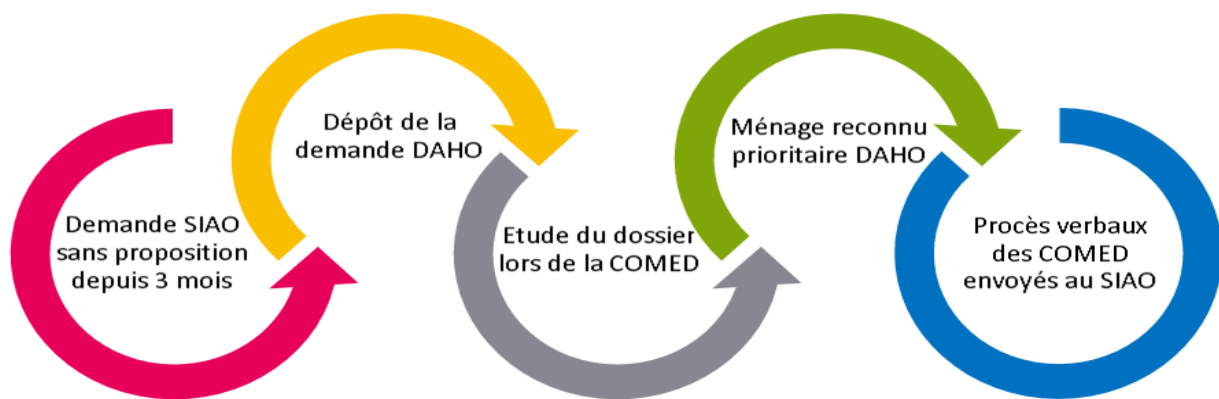 Demande SIAO
sans proposition
depuis 3 mois
Dépôt de la
demande DAHO
Etude du dossier
lors de la COMED
Ménage reconnu
prioritaire DAHO
Procès verbaux
des COMED
envoyés au SIAO